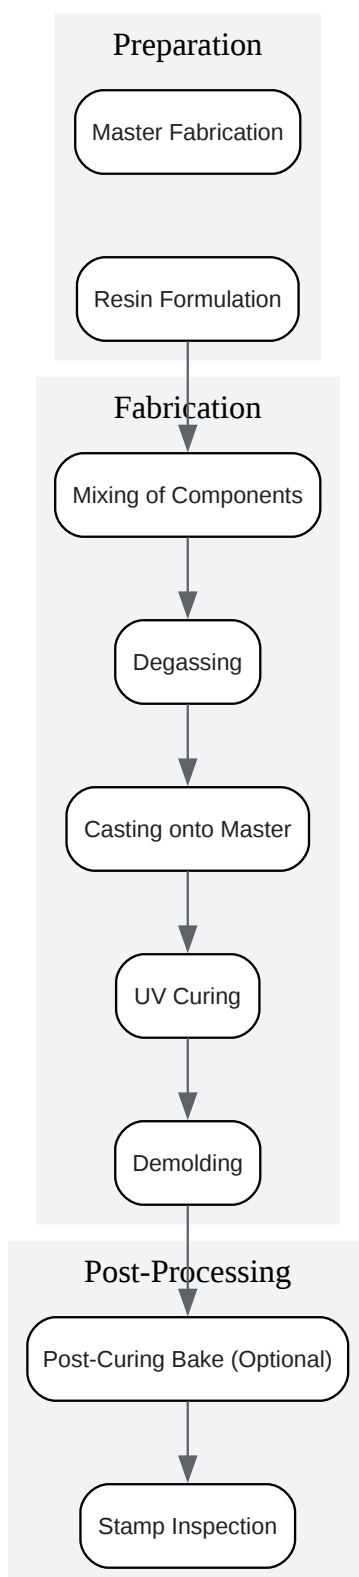 Preparation
Master Fabrication
Resin Formulation
Fabrication
Mixing of Components
Degassing
Casting onto Master
UV Curing
Demolding
Post-Processing
Post-Curing Bake (Optional)
Stamp Inspection